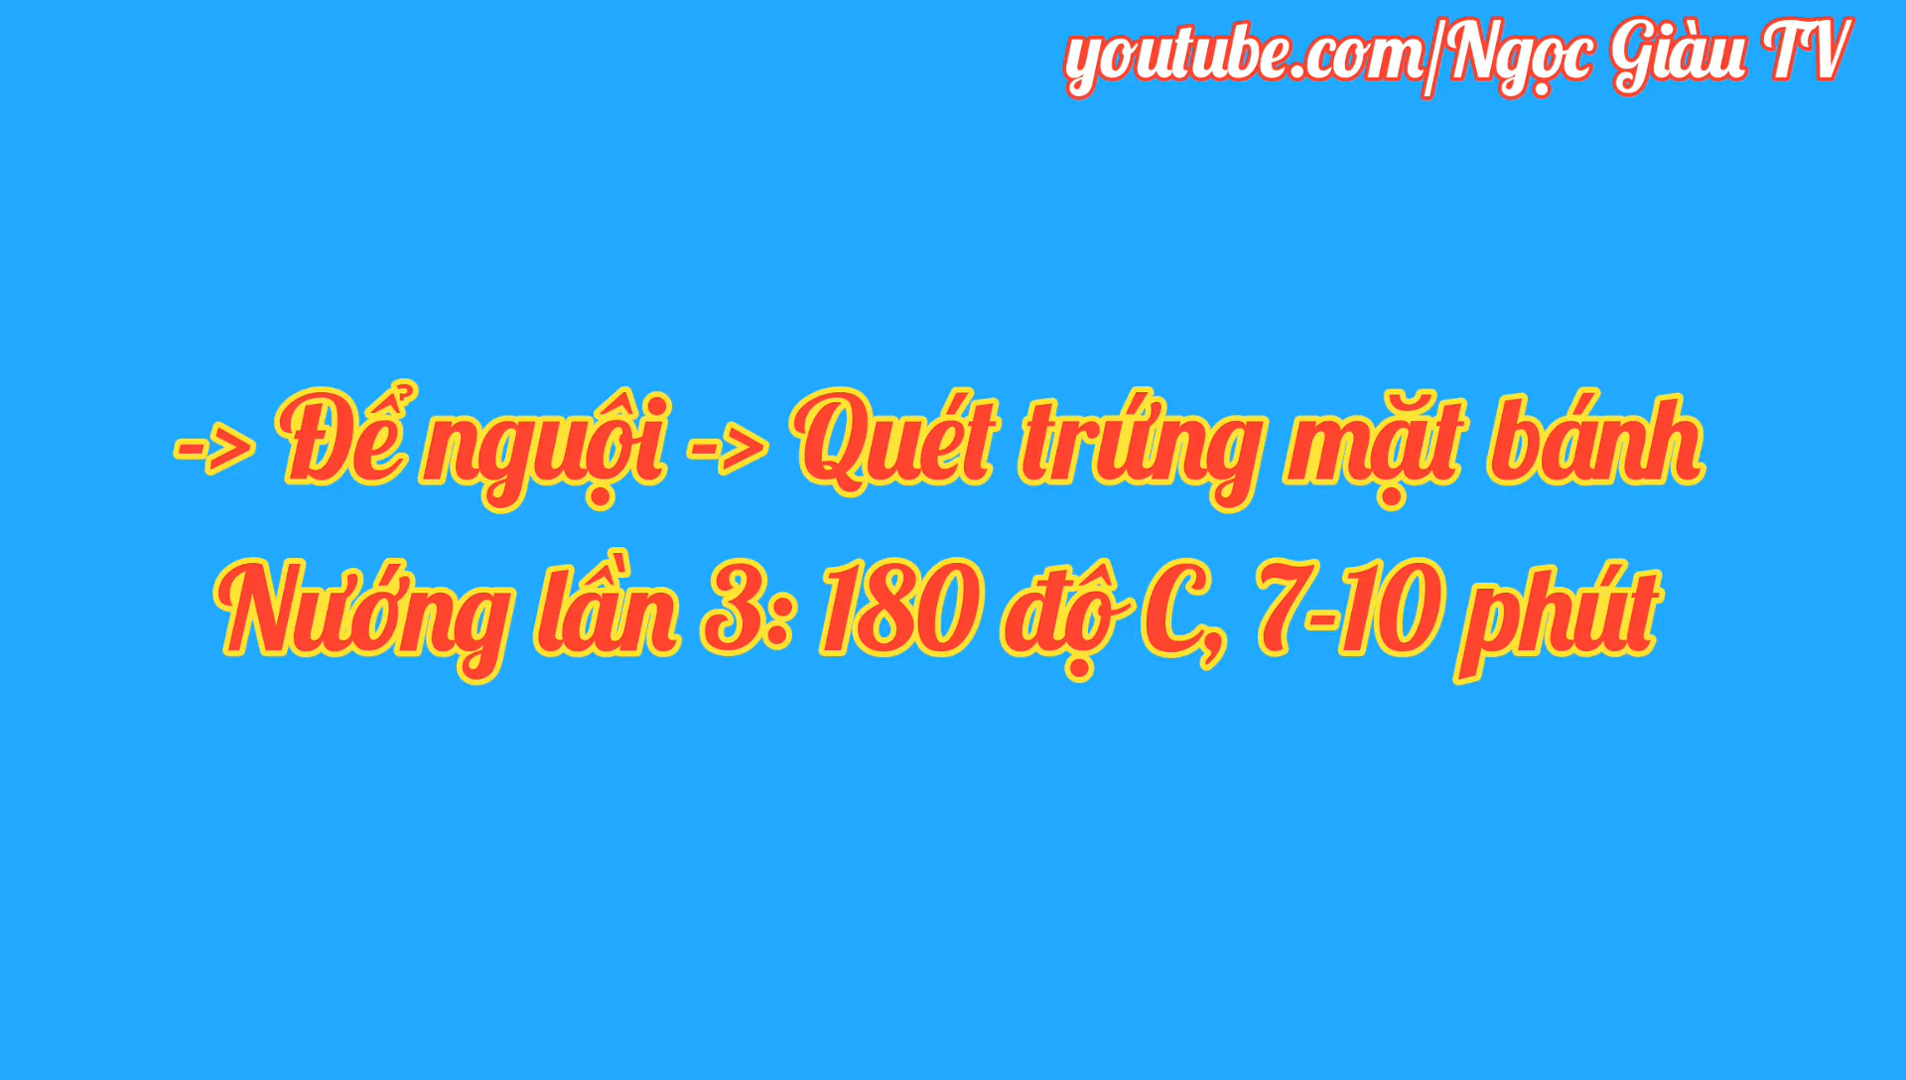 youtube.com/Ngọc Giàu TV
-> Để nguội -> Quét trứng mặt bánh
Nướng lần 3: 180 độ C, 7-10 phút